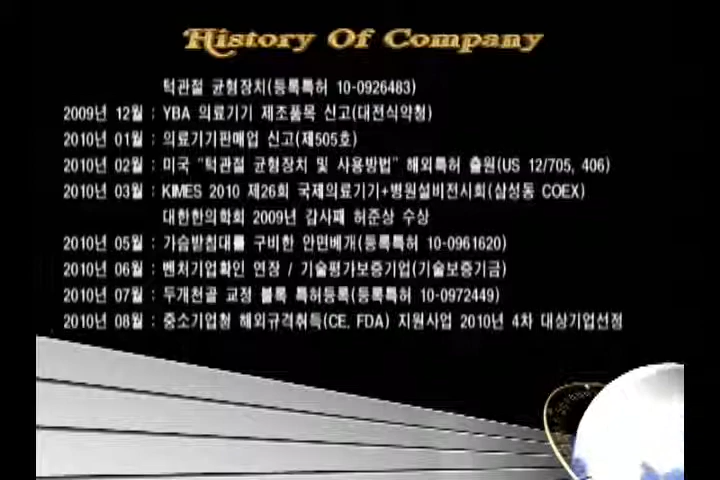 History Of Company
턱관절 균형장치(등록특허 10-0926483)
2009년 12월 : YBA 의료기기 제조품목 신고(대전식약청)
2010년 01월 : 의료기기판매업 신고(제505호)
2010년 02월 : 미국 "턱관절 균형장치 및 사용방법" 해외특허 출원(US 12/705, 406)
2010년 03월 : KIMES 2010 제26회 국제의료기기+병원설비전시회(삼성동 COEX)
대한한의학회 2009년 감사패 허준상 수상
2010년 05월 : 가슴받침대를 구비한 안면베개(등록특허 10-0961620)
2010년 06월 : 벤처기업확인 연장 / 기술평가보증기업(기술보증기금)
2010년 07월 : 두개천골 교정 블록 특허등록(등록특허 10-0972449)
2010년 08월 : 중소기업청 해외규격취득(CE, FDA) 지원사업 2010년 4차 대상기업선정